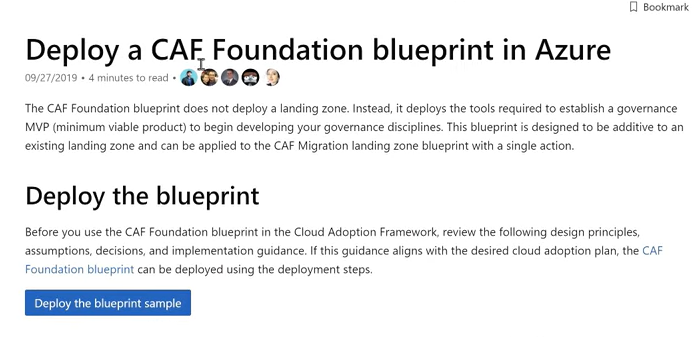 Bookmark
Deploy a CAF Foundation blueprint in Azure
09/27/2019 • 4 minutes to read •
The CAF Foundation blueprint does not deploy a landing zone. Instead, it deploys the tools required to establish a governance
MVP (minimum viable product) to begin developing your governance disciplines. This blueprint is designed to be additive to an
existing landing zone and can be applied to the CAF Migration landing zone blueprint with a single action.
Deploy the blueprint
Before you use the CAF Foundation blueprint in the Cloud Adoption Framework, review the following design principles,
assumptions, decisions, and implementation guidance. If this guidance aligns with the desired cloud adoption plan, the CAF
Foundation blueprint can be deployed using the deployment steps.
Deploy the blueprint sample